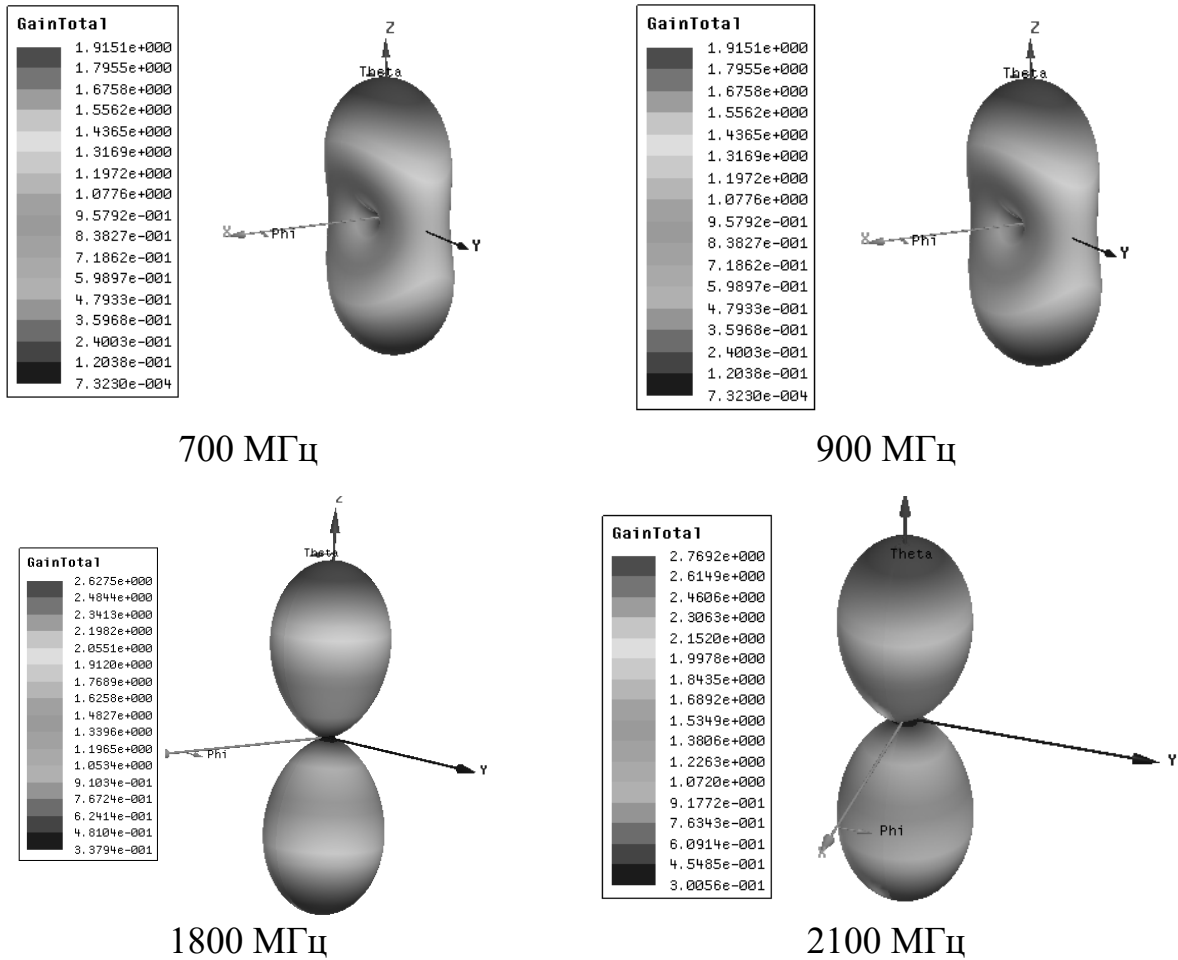 GainTotal
1.9151e+000
1.7955e+000
1.6758e+000
1.5562e+000
1.4365e+000
1.3169e+000
1.1972e+000
1.0776e+000
9.5792e-001
8.3827e-001
7.1862e-001
5.9897e-001
4.7933e-001
3.5968e-001
2.4003e-001
1.2038e-001
7.3230e-004
Z
Theta
X
Phi
Y
700 МГц
GainTotal
1.9151e+000
1.7955e+000
1.6758e+000
1.5562e+000
1.4365e+000
1.3169e+000
1.1972e+000
1.0776e+000
9.5792e-001
8.3827e-001
7.1862e-001
5.9897e-001
4.7933e-001
3.5968e-001
2.4003e-001
1.2038e-001
7.3230e-004
Z
Theta
X
Phi
Y
900 МГц
GainTotal
2.6275e+000
2.4844e+000
2.3413e+000
2.1982e+000
2.0551e+000
1.9120e+000
1.7689e+000
1.6258e+000
1.4827e+000
1.3396e+000
1.1965e+000
1.0534e+000
9.1034e-001
7.6724e-001
6.2414e-001
4.8104e-001
3.3794e-001
Z
Theta
Phi
Y
1800 МГц
GainTotal
2.7692e+000
2.6149e+000
2.4606e+000
2.3063e+000
2.1520e+000
1.9978e+000
1.8435e+000
1.6892e+000
1.5349e+000
1.3806e+000
1.2263e+000
1.0720e+000
9.1772e-001
7.6343e-001
6.0914e-001
4.5485e-001
3.0056e-001
Theta
Y
Phi
X
2100 МГц